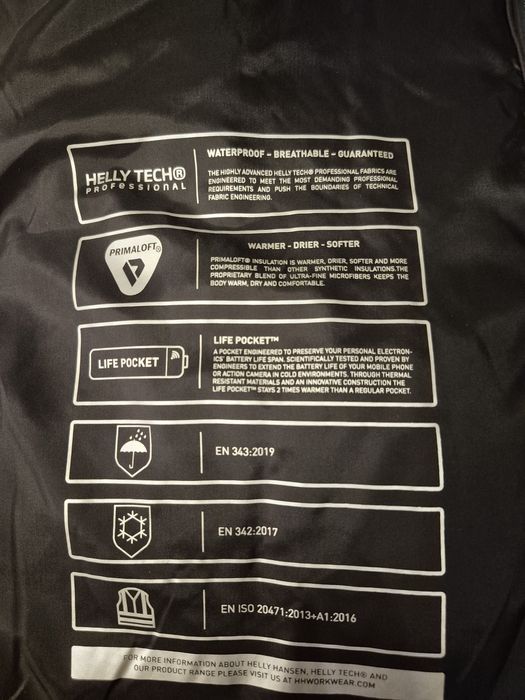 HELLY TECH®
PROFESSIONAL
WATERPROOF - BREATHABLE - GUARANTEED
THE HIGHLY ADVANCED HELLY TECH® PROFESSIONAL FABRICS ARE
ENGINEERED TO MEET THE MOST DEMANDING PROFESSIONAL
REQUIREMENTS AND PUSH THE BOUNDARIES OF TECHNICAL
FABRIC ENGINEERING.
PRIMALOFT®
WARMER - DRIER - SOFTER
PRIMALOFT® INSULATION IS WARMER, DRIER, SOFTER AND MORE
COMPRESSIBLE THAN OTHER SYNTHETIC INSULATIONS.THE
PROPRIETARY BLEND OF ULTRA-FINE MICROFIBERS KEEPS THE
BODY WARM, DRY AND COMFORTABLE.
LIFE POCKET
LIFE POCKET™
A POCKET ENGINEERED TO PRESERVE YOUR PERSONAL ELECTRON-
ICS' BATTERY LIFE SPAN. SCIENTIFICALLY TESTED AND PROVEN BY
ENGINEERS TO EXTEND THE BATTERY LIFE OF YOUR MOBILE PHONE
OR ACTION CAMERA IN COLD ENVIRONMENTS. THROUGH THERMAL
RESISTANT MATERIALS AND AN INNOVATIVE CONSTRUCTION THE
LIFE POCKET™ STAYS 2 TIMES WARMER THAN A REGULAR POCKET.
EN 343:2019
EN 342:2017
EN ISO 20471:2013+A1:2016
FOR MORE INFORMATION ABOUT HELLY HANSEN, HELLY TECH® AND
OUR PRODUCT RANGE PLEASE VISIT US AT HHWORKWEAR.COM